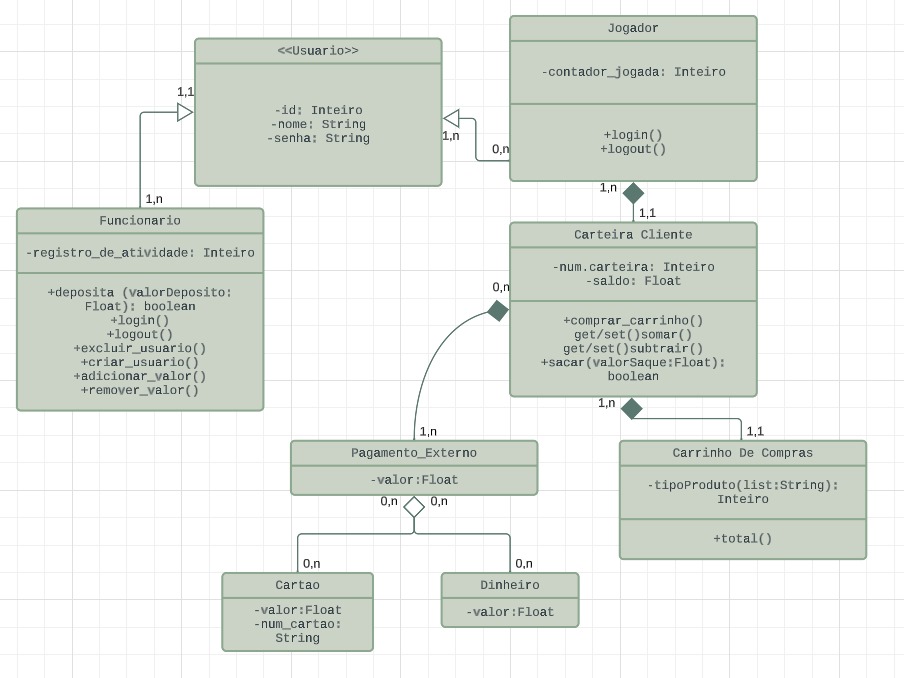 <<Usuario>>
-id: Inteiro
-nome: String
-senha: String
Jogador
-contador_jogada: Inteiro
+login()
+logout()
1,1
1,n
0,n
1,n
1,n
1,1
Funcionario
-registro_de_atividade: Inteiro
+deposita (valorDeposito:
Float): boolean
+login()
+logout()
+excluir_usuario()
+criar_usuario()
+adicionar_valor()
+remover_valor()
Carteira Cliente
-num.carteira: Inteiro
-saldo: Float
+comprar_carrinho()
get/set()somar()
get/set()subtrair()
+sacar(valorSaque:Float):
boolean
0,n
1,n
1,n
1,1
Pagamento_Externo
-valor:Float
Carrinho De Compras
-tipoProduto(list:String):
Inteiro
+total()
0,n
0,n
0,n
0,n
Cartao
-valor:Float
-num_cartao:
String
Dinheiro
-valor:Float